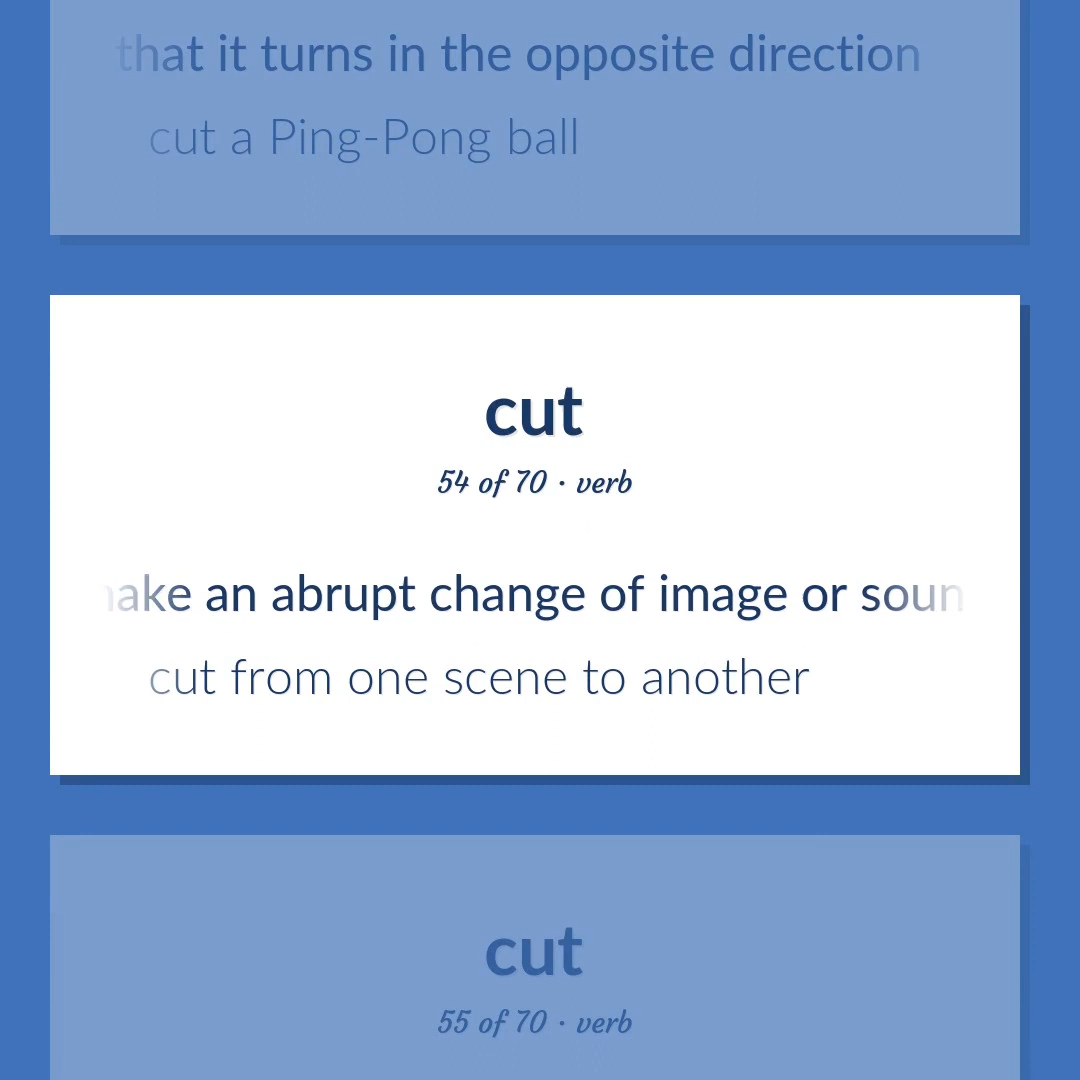 that it turns in the opposite direction
cut a Ping-Pong ball
cut
54 of 70 · verb
make an abrupt change of image or soun
cut from one scene to another
cut
55 of 70 · verb